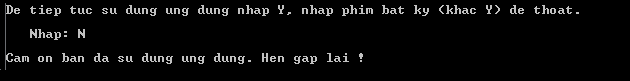 De tiep tuc su dung ung dung nhap Y, nhap phim bat ky (khac Y) de thoat.
Nhap: N
Cam on ban da su dung ung dung. Hen gap lai !